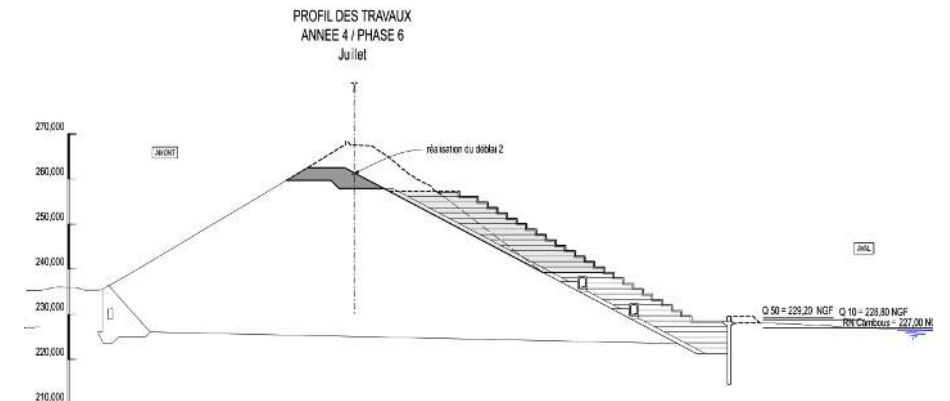 PROFIL DES TRAVAUX
ANNEE 4 / PHASE 6
Juillet
270,000
AMONT
réalisation du déblai 2
260,000
250,000
AVAL
240,000
230,000
Q 50 = 229,20 NGF Q 10 = 228,80 NGF
RN Cambous = 227,00 NG
220,000
210,000